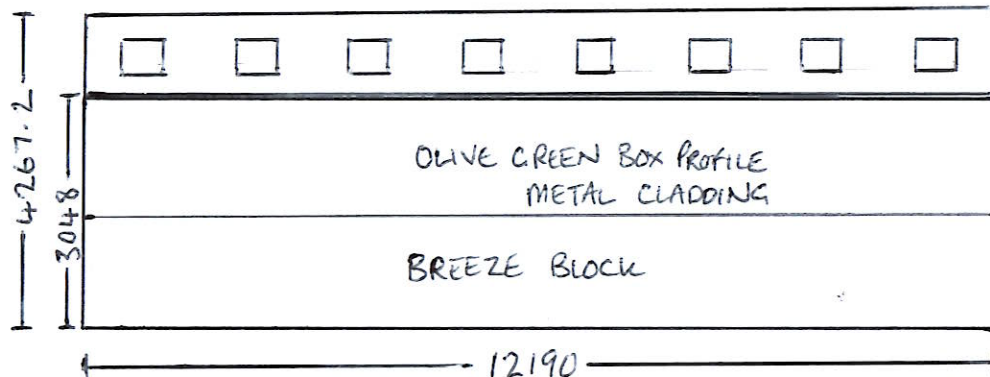 4267.2
3048
OLIVE GREEN BOX PROFILE
METAL CLADDING
BREEZE BLOCK
12190